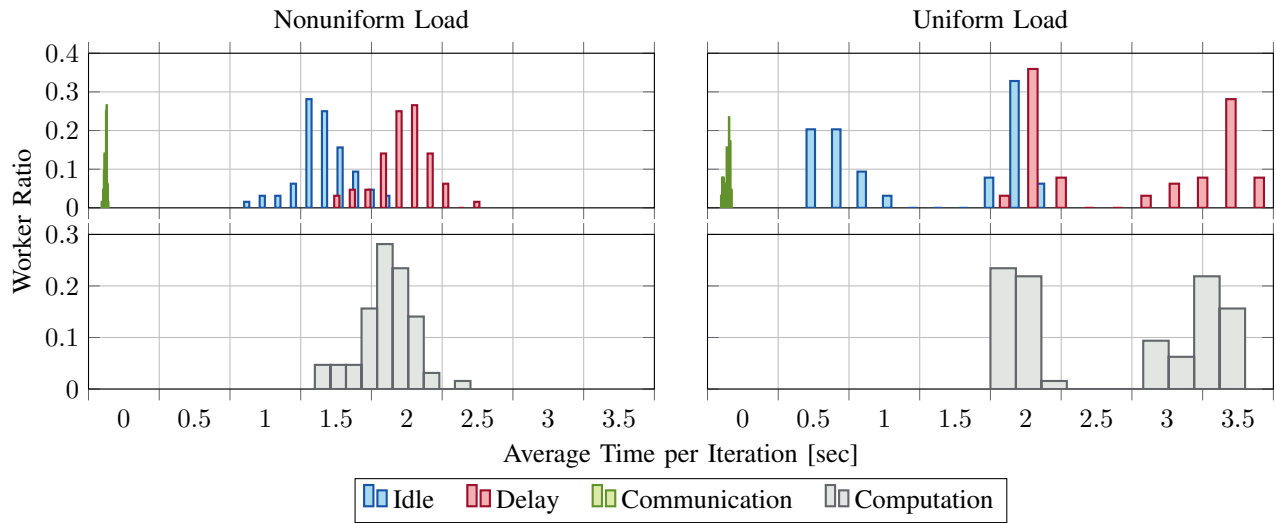 Nonuniform Load Uniform Load
0.4
0.3
0.2
0.1
0
Worker Ratio
0.3
0.2
0.1
0
0 0.5 1 1.5 2 2.5 3 3.5 0 0.5 1 2 2.5 3 3.5
Average Time per Iteration [sec]
Idle Delay Communication Computation